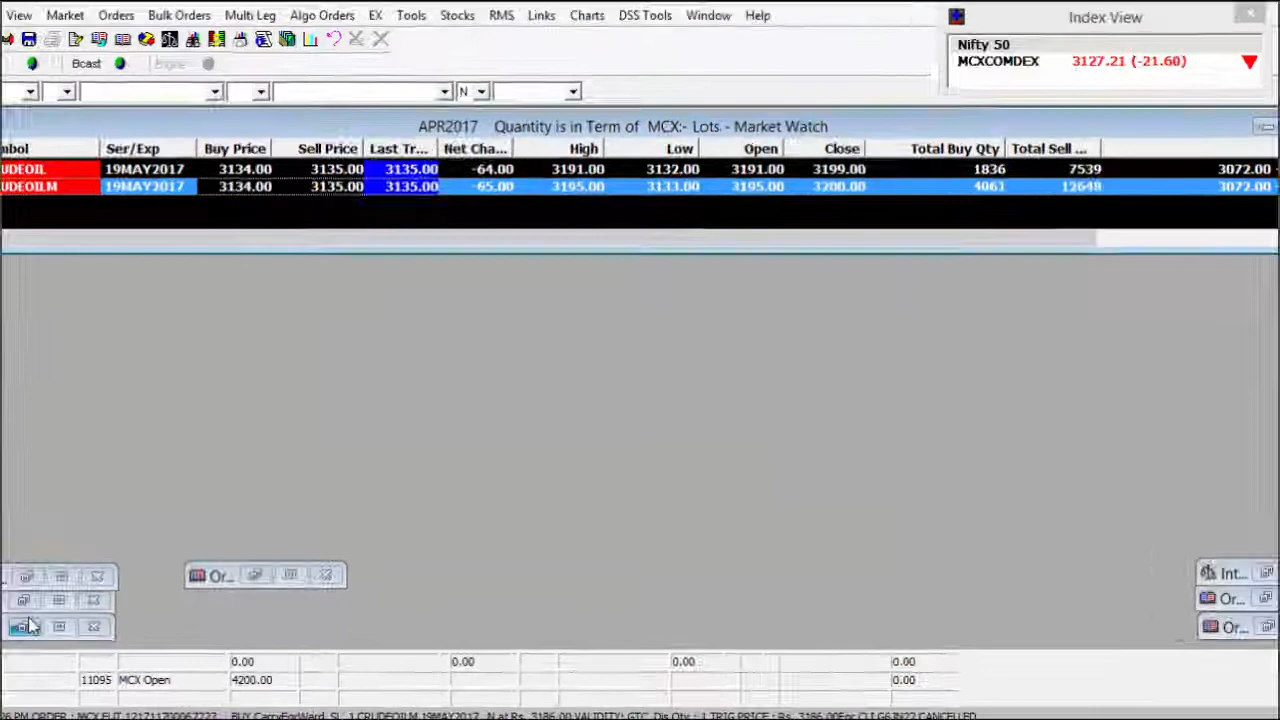 View Market Orders Bulk Orders Multi Leg Algo Orders EX Tools Stocks RMS Links Charts DSS Tools Window Help
Index View
Nifty 50
MCXCOMDEX 3127.21 (-21.60)
Bcast
N
APR2017 Quantity is in Term of MCX:- Lots - Market Watch
mbol Ser/Exp Buy Price Sell Price Last Tr... Net Cha... High Low Open Close Total Buy Qty Total Sell ...
UDEOIL 19MAY2017 3134.00 3135.00 3135.00 -64.00 3191.00 3132.00 3191.00 3199.00 1836 7539 3072.00
UDEOILM 19MAY2017 3134.00 3135.00 3135.00 -65.00 3195.00 3133.00 3195.00 3200.00 4061 12648 3072.00
Or...
Int...
Or...
Or...
0.00 0.00 0.00 0.00
11095 MCX Open 4200.00 0.00